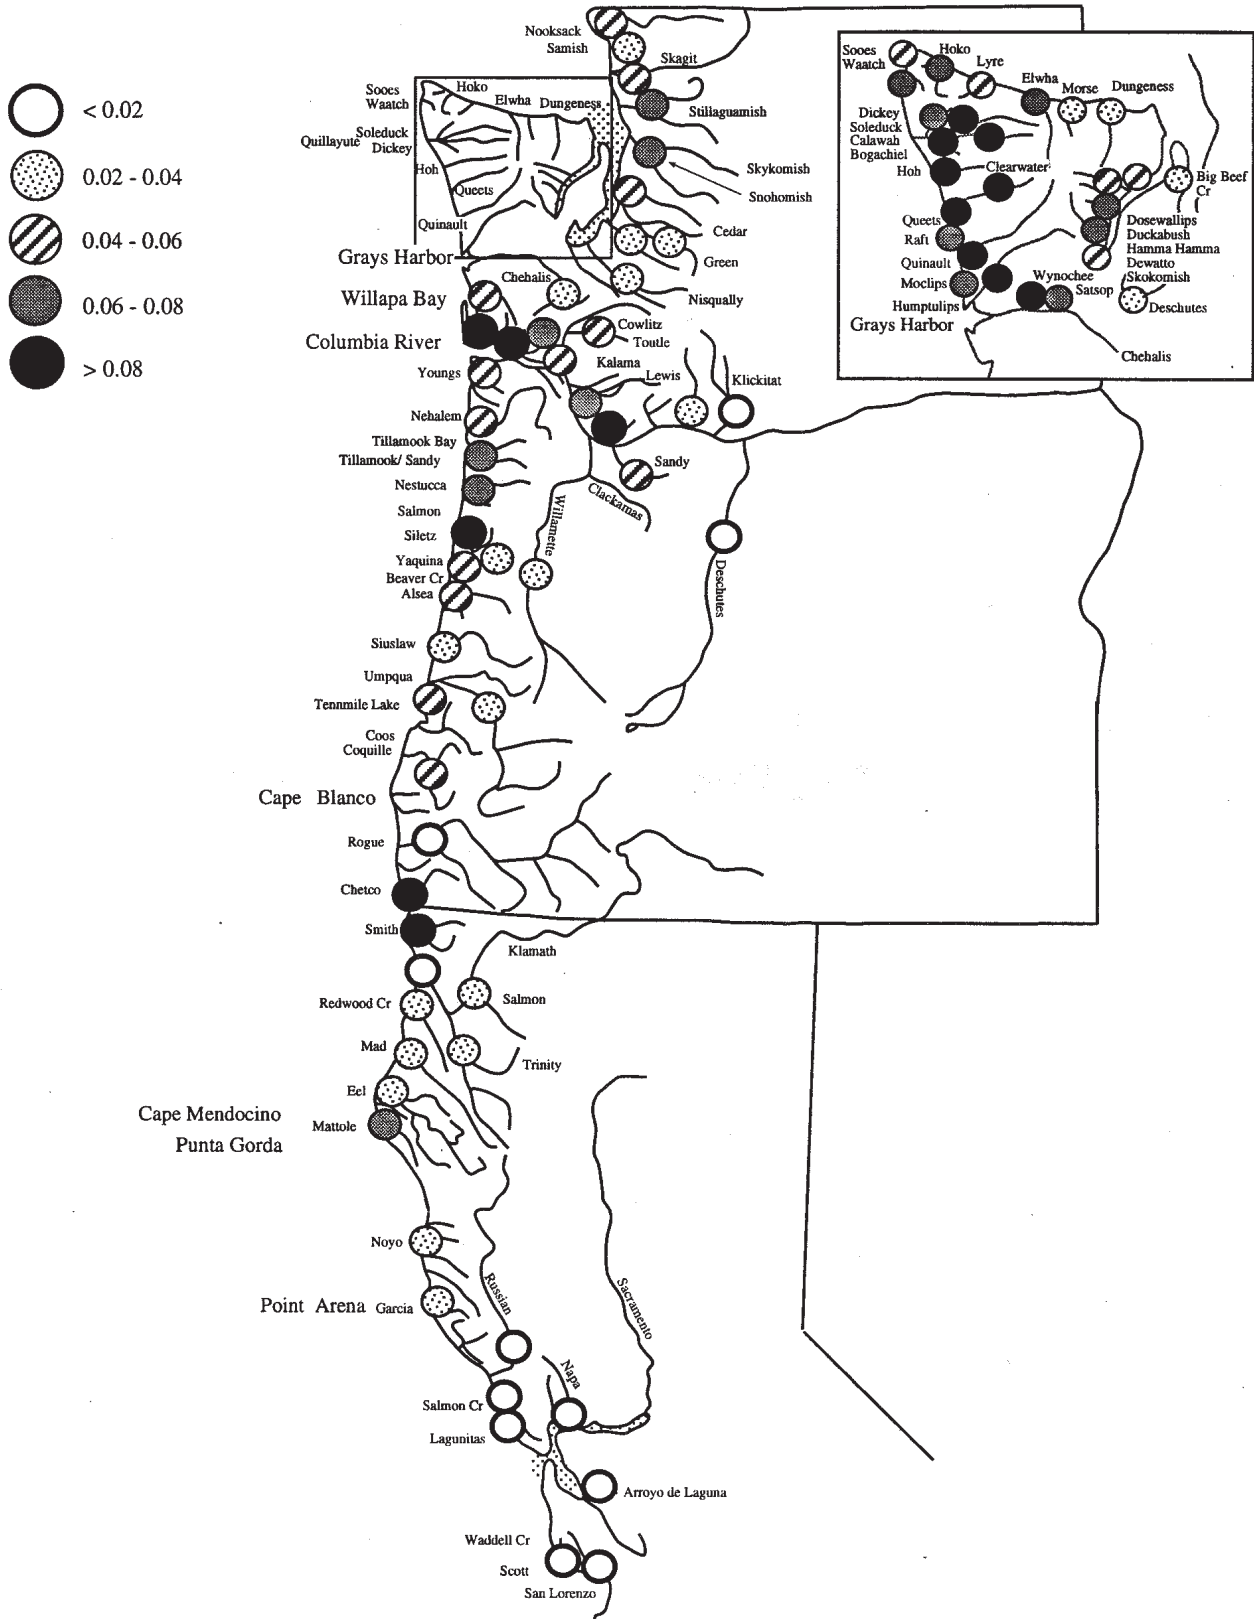 < 0.02
0.02 - 0.04
0.04 - 0.06
0.06 - 0.08
> 0.08
Nooksack
Samish
Skagit
Stiliaguamish
Skykomish
Snohomish
Cedar
Green
Nisqually
Sooes
Waatch
Hoko
Elwha
Dungeness
Soleduck
Quillayute
Dickey
Hoh
Queets
Quinault
Grays Harbor
Chehalis
Willapa Bay
Columbia River
Cowlitz
Toutle
Kalama
Lewis
Klickitat
Youngs
Nehalem
Tillamook Bay
Tillamook/ Sandy
Nestucca
Salmon
Siletz
Yaquina
Beaver Cr
Alsea
Sandy
Clackamas
Willamette
Deschutes
Siuslaw
Umpqua
Tennmile Lake
Coos
Coquille
Cape Blanco
Rogue
Chetco
Smith
Klamath
Redwood Cr
Salmon
Mad
Trinity
Eel
Cape Mendocino
Mattole
Punta Gorda
Noyo
Russian
Sacramento
Point Arena
Garcia
Napa
Salmon Cr
Lagunitas
Arroyo de Laguna
Waddell Cr
Scott
San Lorenzo
Sooes
Waatch
Hoko
Lyre
Elwha
Morse
Dungeness
Dickey
Soleduck
Calawah
Bogachiel
Hoh
Clearwater
Big Beef
Cr
Queets
Raft
Quinault
Moclips
Humptulips
Dosewallips
Duckabush
Hamma Hamma
Dewatto
Skokomish
Wynochee
Satsop
Deschutes
Grays Harbor
Chehalis